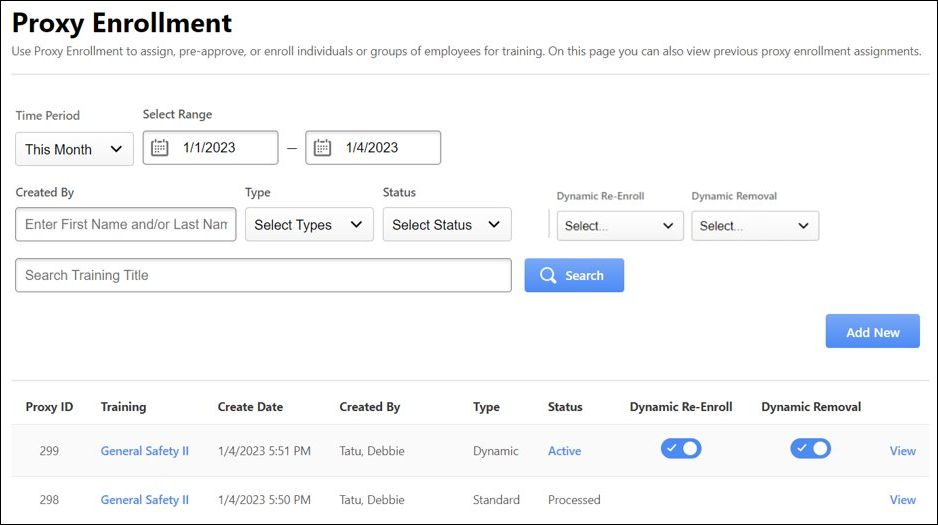 Proxy Enrollment
Use Proxy Enrollment to assign, pre-approve, or enroll individuals or groups of employees for training. On this page you can also view previous proxy enrollment assignments.
Time Period Select Range
This Month 1/1/2023 — 1/4/2023
Created By Type Status Dynamic Re-Enroll Dynamic Removal
Enter First Name and/or Last Nam Select Types Select Status Select... Select...
Search Training Title Search
Add New
Proxy ID Training Create Date Created By Type Status Dynamic Re-Enroll Dynamic Removal
299 General Safety II 1/4/2023 5:51 PM Tatu, Debbie Dynamic Active View
298 General Safety II 1/4/2023 5:50 PM Tatu, Debbie Standard Processed View